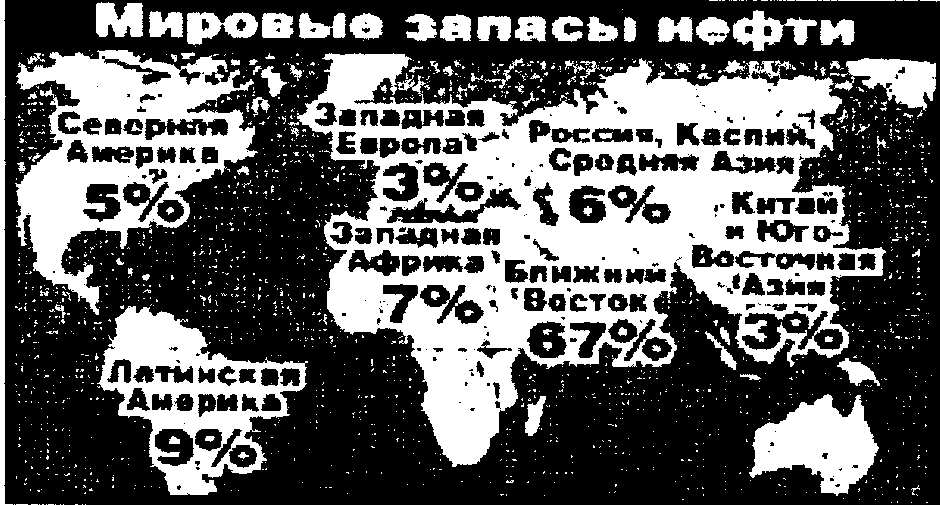 Мировые запасы нефти
Северная
Америка
5%
Западная
Европа
3%
Россия, Каспий,
Средняя Азия
6%
Китай
и Юго-
Восточная
Азия
3%
Западная
Африка
7%
Ближний
Восток
67%
Латинская
Америка
9%